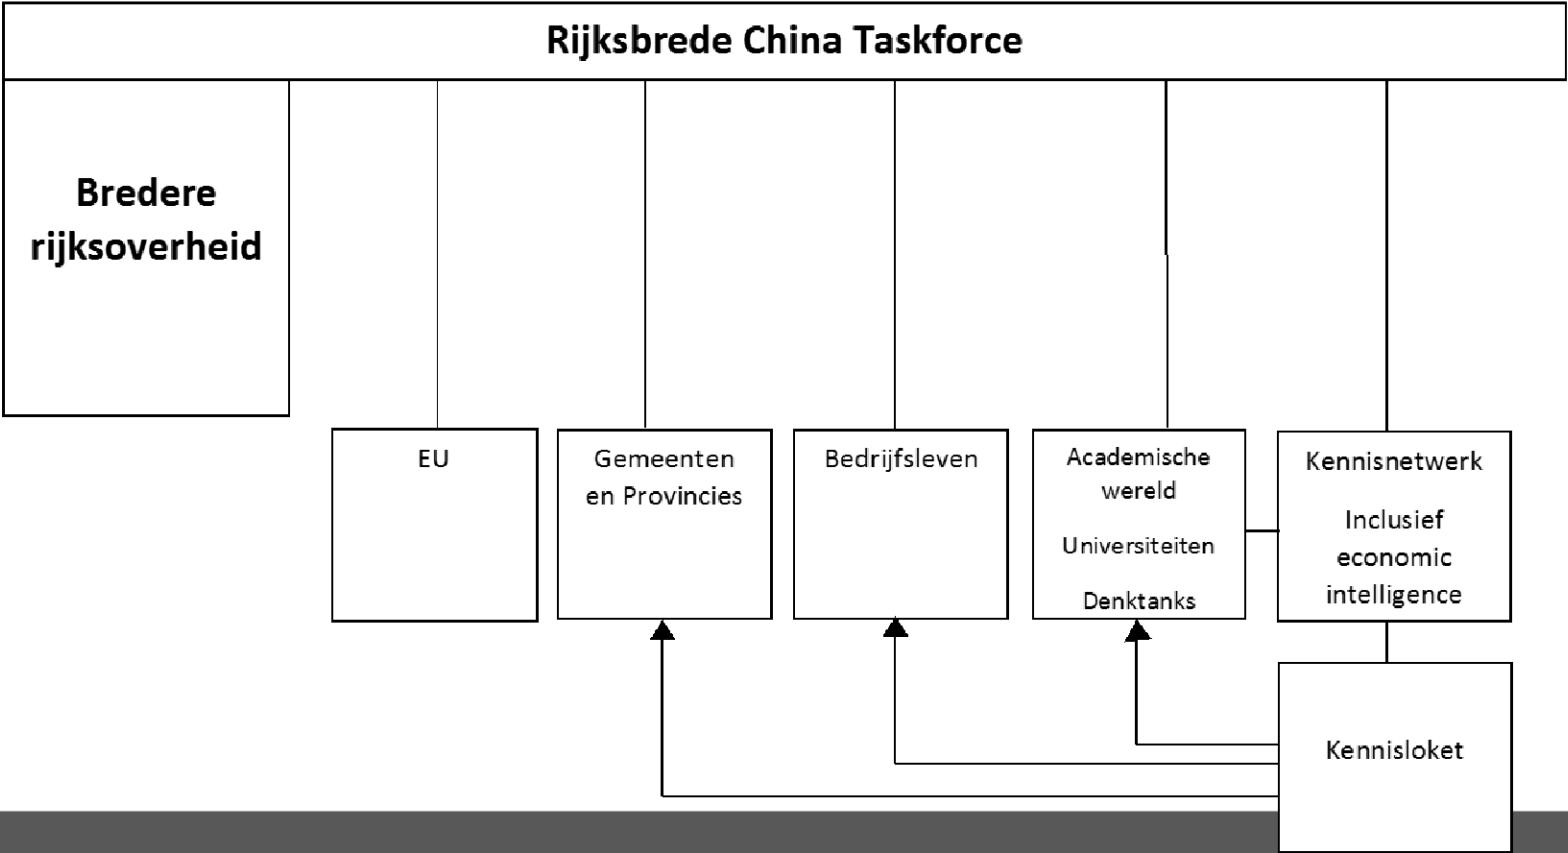 Rijksbrede China Taskforce
Bredere
rijksoverheid
EU
Gemeenten
en Provincies
Bedrijfsleven
Academische
wereld
Universiteiten
Denktanks
Kennisnetwerk
Inclusief
economic
intelligence
Kennisloket